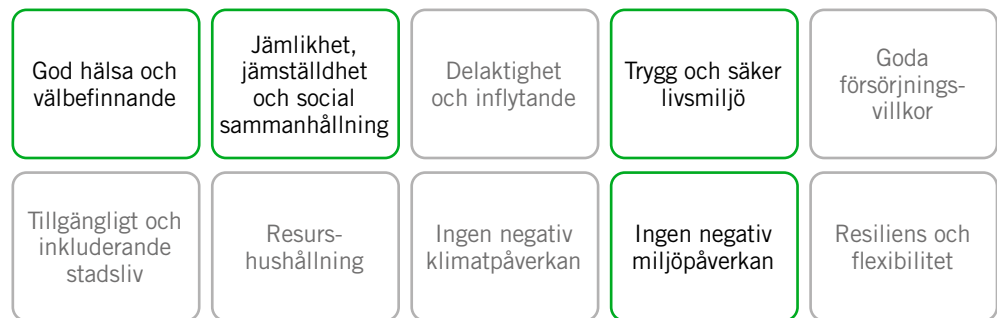 God hälsa och
välbefinnande
Jämlikhet,
jämställdhet
och social
sammanhållning
Delaktighet
och inflytande
Trygg och säker
livsmiljö
Goda
försörjnings-
villkor
Tillgängligt och
inkluderande
stadsliv
Resurs-
hushållning
Ingen negativ
klimatpåverkan
Ingen negativ
miljöpåverkan
Resiliens och
flexibilitet